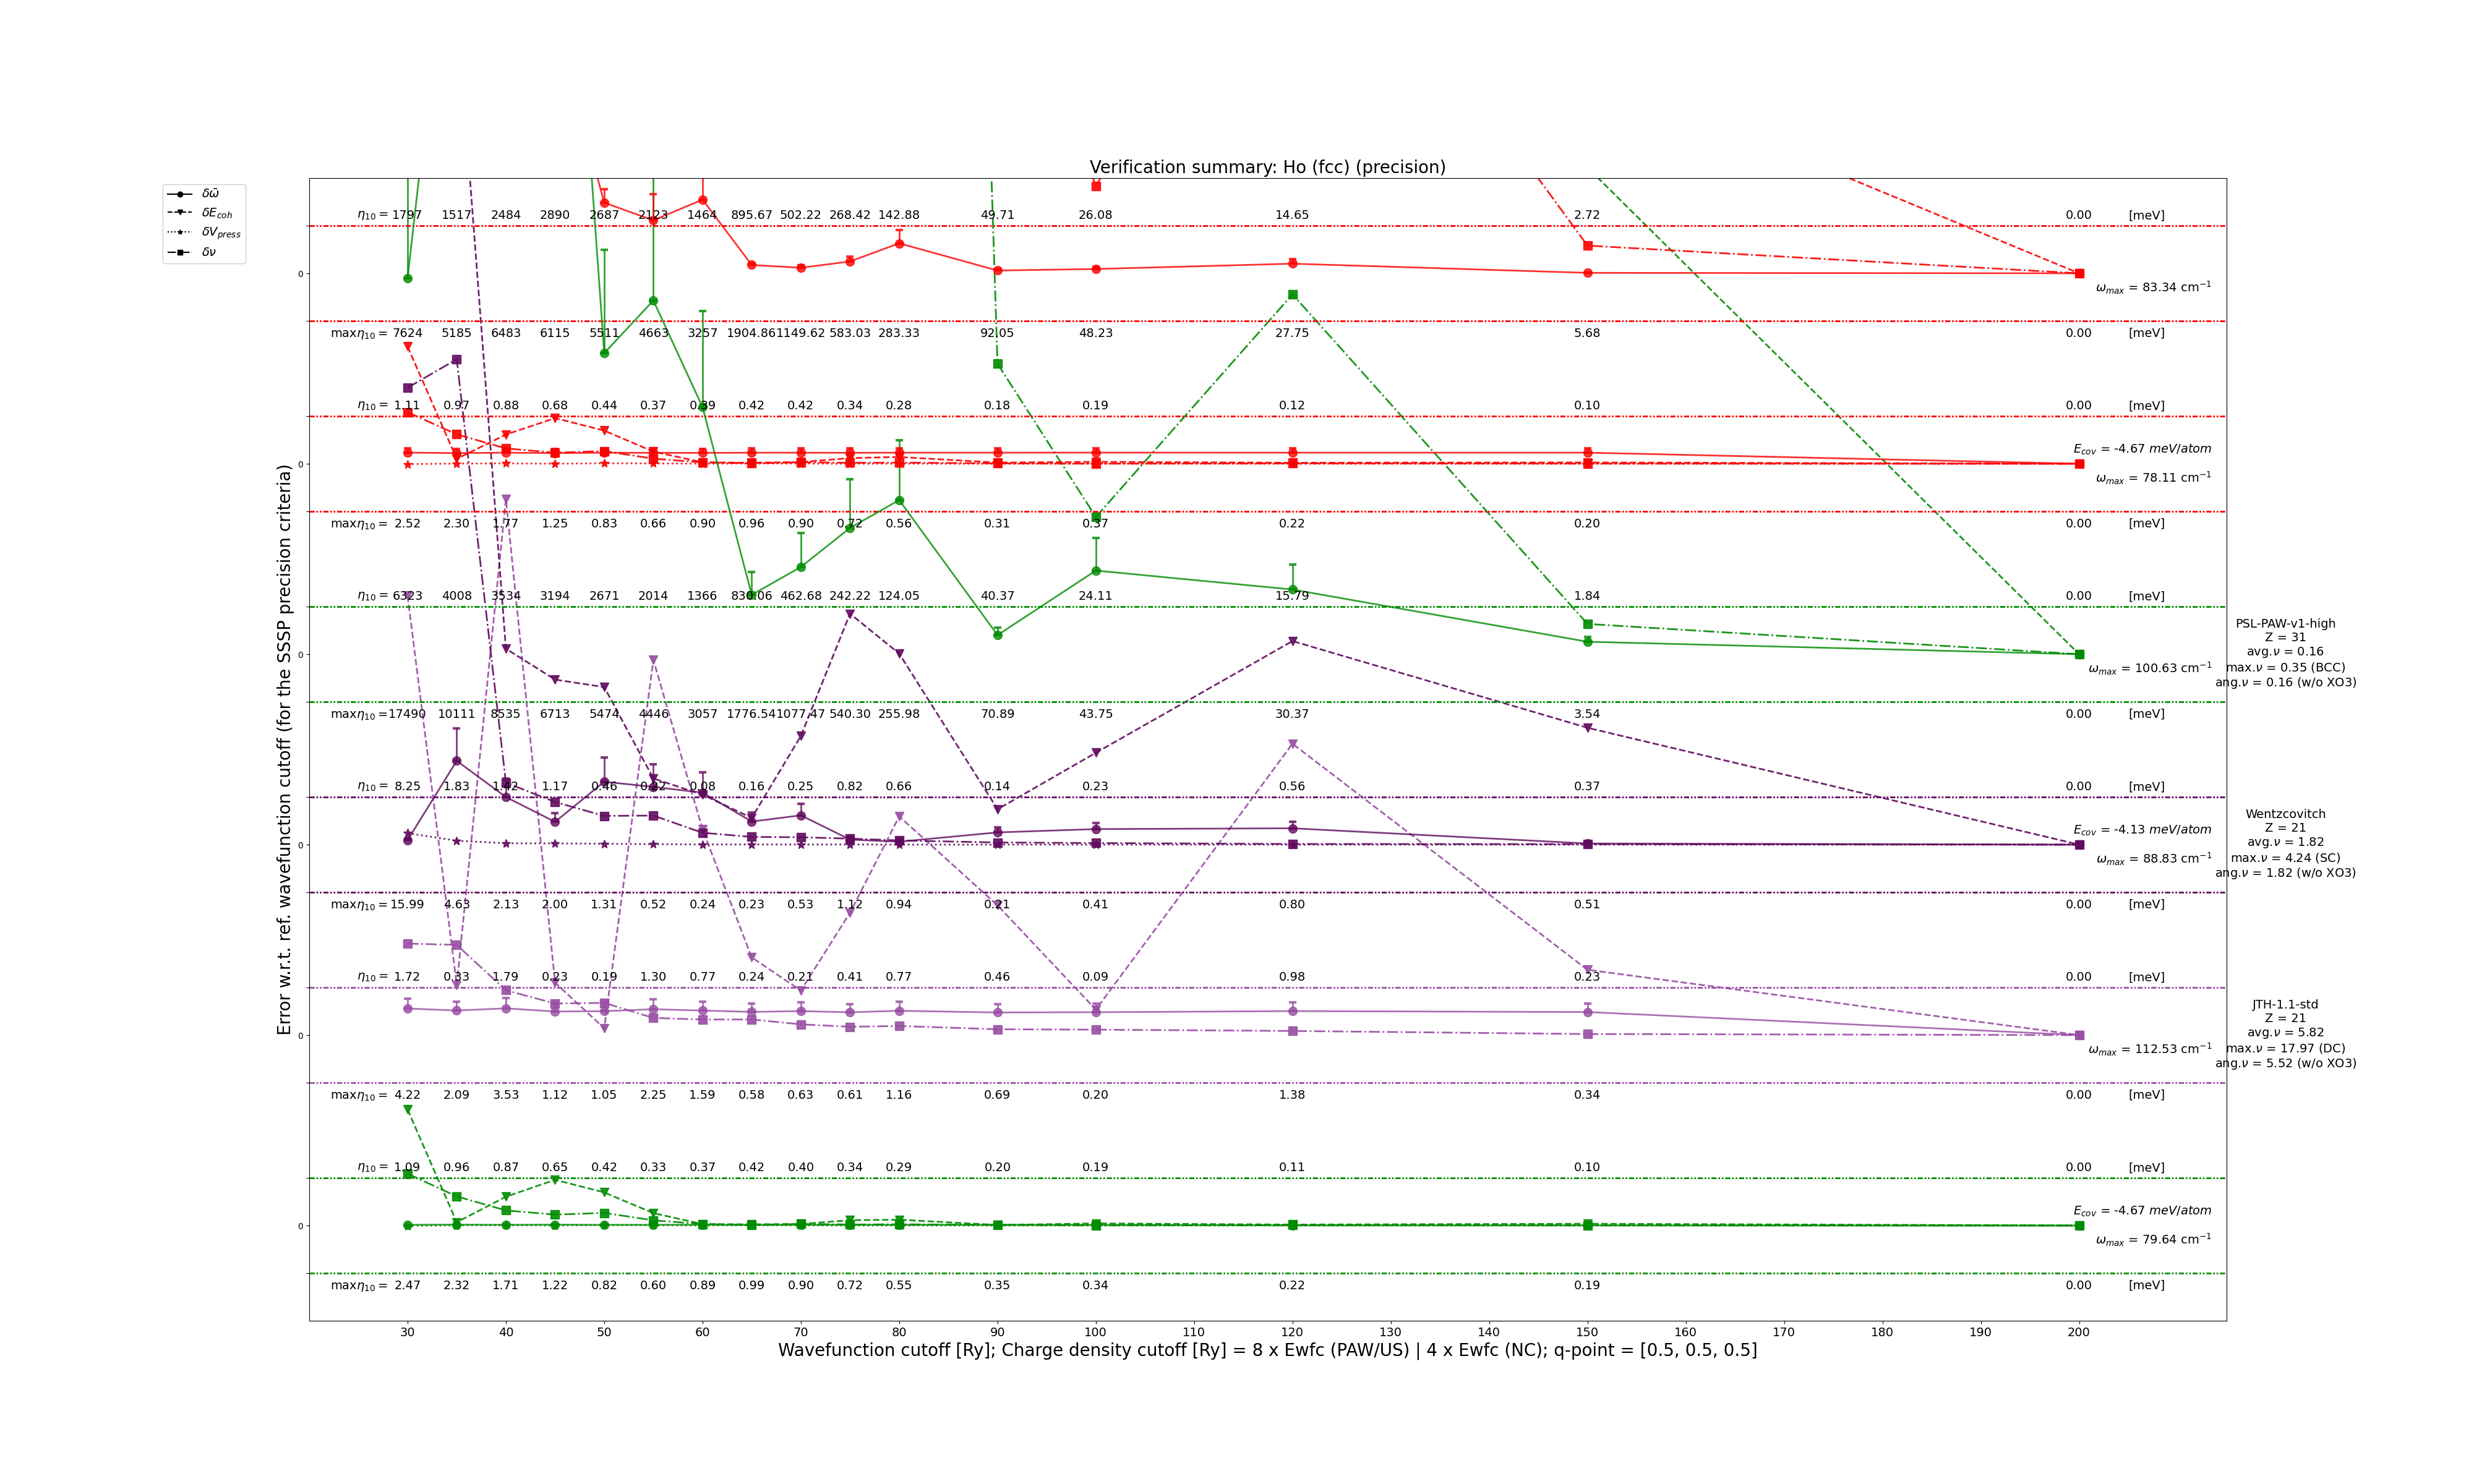 Verification summary: Ho (fcc) (precision)
δω̄
δE_coh
δV_press
δν
Error w.r.t. ref. wavefunction cutoff (for the SSSP precision criteria)
η₁₀ = 1797 1517 2484 2890 2687 2123 1464 895.67 502.22 268.42 142.88 49.71 26.08 14.65 2.72 0.00 [meV]
0
ω_max = 83.34 cm⁻¹
maxη₁₀ = 7624 5185 6483 6115 5511 4663 3257 1904.86 1149.62 583.03 283.33 92.05 48.23 27.75 5.68 0.00 [meV]
η₁₀ = 1.11 0.97 0.88 0.68 0.44 0.37 0.39 0.42 0.42 0.34 0.28 0.18 0.19 0.12 0.10 0.00 [meV]
E_cov = -4.67 meV/atom
0
ω_max = 78.11 cm⁻¹
maxη₁₀ = 2.52 2.30 1.77 1.25 0.83 0.66 0.90 0.96 0.90 0.72 0.56 0.31 0.37 0.22 0.20 0.00 [meV]
η₁₀ = 6323 4008 3534 3194 2671 2014 1366 830.06 462.68 242.22 124.05 40.37 24.11 15.79 1.84 0.00 [meV]
0
ω_max = 100.63 cm⁻¹
PSL-PAW-v1-high
Z = 31
avg.ν = 0.16
max.ν = 0.35 (BCC)
ang.ν = 0.16 (w/o XO3)
maxη₁₀ = 17490 10111 8535 6713 5474 4446 3057 1776.54 1077.47 540.30 255.98 70.89 43.75 30.37 3.54 0.00 [meV]
η₁₀ = 8.25 1.83 1.42 1.17 0.46 0.22 0.08 0.16 0.25 0.82 0.66 0.14 0.23 0.56 0.37 0.00 [meV]
E_cov = -4.13 meV/atom
0
ω_max = 88.83 cm⁻¹
Wentzcovitch
Z = 21
avg.ν = 1.82
max.ν = 4.24 (SC)
ang.ν = 1.82 (w/o XO3)
maxη₁₀ = 15.99 4.63 2.13 2.00 1.31 0.52 0.24 0.23 0.53 1.12 0.94 0.21 0.41 0.80 0.51 0.00 [meV]
η₁₀ = 1.72 0.33 1.79 0.23 0.19 1.30 0.77 0.24 0.21 0.41 0.77 0.46 0.09 0.98 0.23 0.00 [meV]
0
ω_max = 112.53 cm⁻¹
JTH-1.1-std
Z = 21
avg.ν = 5.82
max.ν = 17.97 (DC)
ang.ν = 5.52 (w/o XO3)
maxη₁₀ = 4.22 2.09 3.53 1.12 1.05 2.25 1.59 0.58 0.63 0.61 1.16 0.69 0.20 1.38 0.34 0.00 [meV]
η₁₀ = 1.09 0.96 0.87 0.65 0.42 0.33 0.37 0.42 0.40 0.34 0.29 0.20 0.19 0.11 0.10 0.00 [meV]
E_cov = -4.67 meV/atom
0
ω_max = 79.64 cm⁻¹
maxη₁₀ = 2.47 2.32 1.71 1.22 0.82 0.60 0.89 0.99 0.90 0.72 0.55 0.35 0.34 0.22 0.19 0.00 [meV]
30 40 50 60 70 80 90 100 110 120 130 140 150 160 170 180 190 200
Wavefunction cutoff [Ry]; Charge density cutoff [Ry] = 8 x Ewfc (PAW/US) | 4 x Ewfc (NC); q-point = [0.5, 0.5, 0.5]